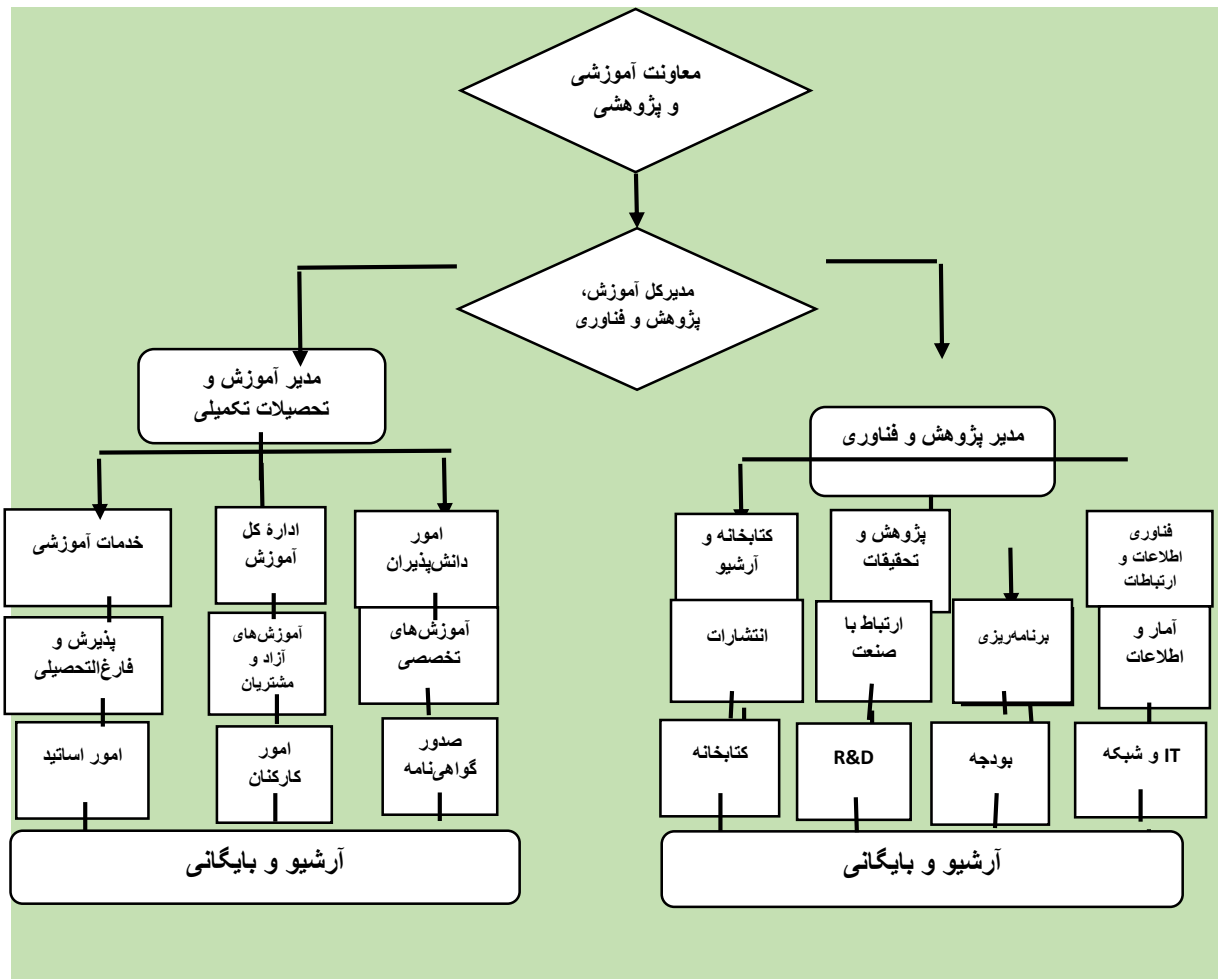 معاونت آموزشی
و پژوهشی
مدیرکل آموزش،
پژوهش و فناوری
مدیر پژوهش و فناوری
فناوری
اطلاعات و
ارتباطات
پژوهش و
تحقیقات
کتابخانه و
آرشیو
آمار و
اطلاعات
برنامه‌ریزی
ارتباط با
صنعت
انتشارات
IT و شبکه
بودجه
R&D
کتابخانه
آرشیو و بایگانی
مدیر آموزش و
تحصیلات تکمیلی
امور
دانش‌پذیران
ادارهٔ کل
آموزش
خدمات آموزشی
آموزش‌های
تخصصی
آموزش‌های
آزاد و
مشتریان
پذیرش و
فارغ‌التحصیلی
صدور
گواهی‌نامه
امور
کارکنان
امور اساتید
آرشیو و بایگانی